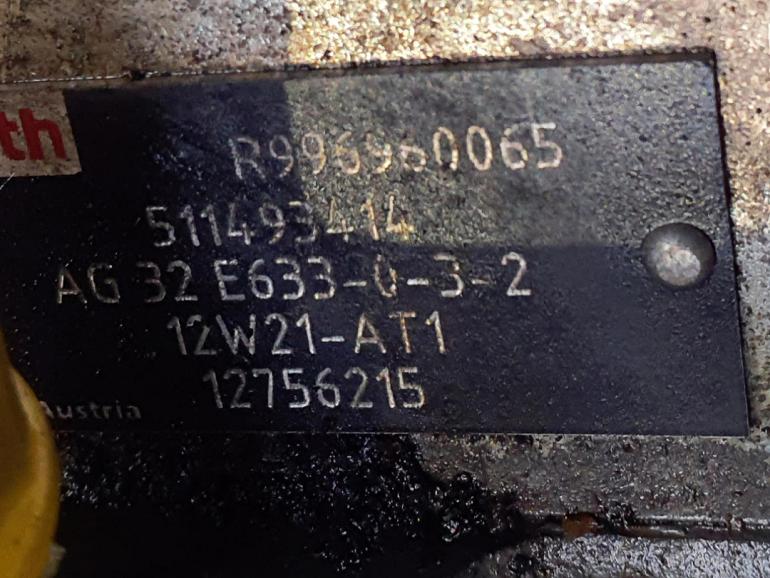 th
R996960065
511493414
AG 32 E633-0-3-2
12W21-AT1
12756215
Austria